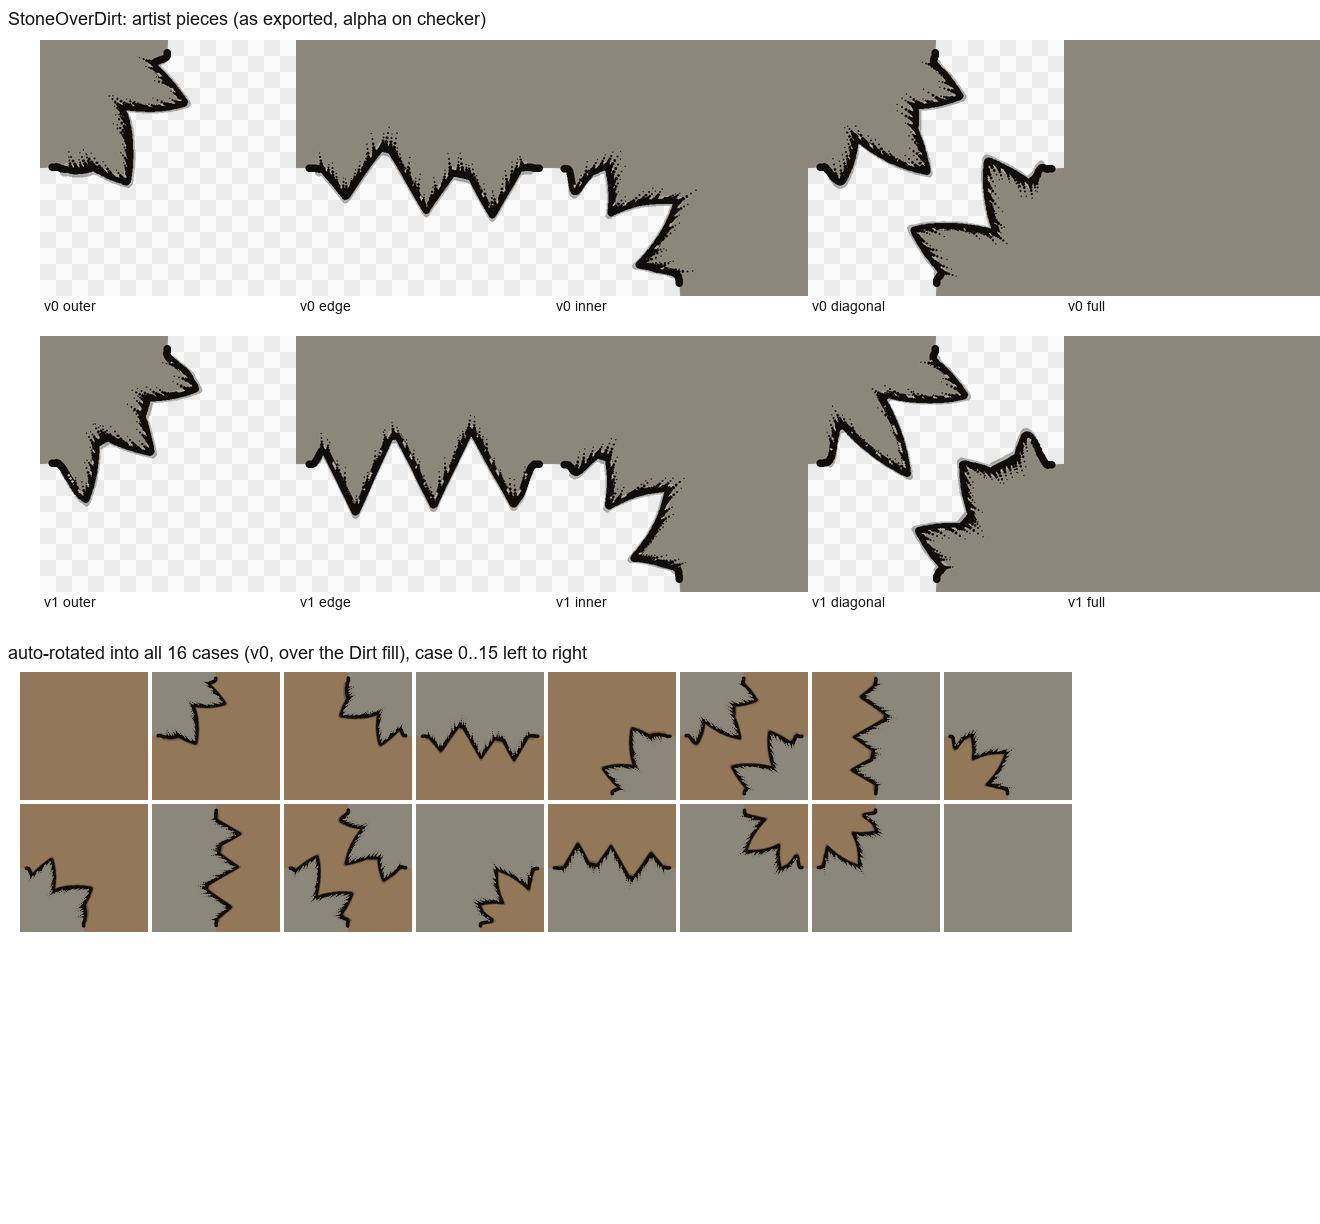 StoneOverDirt: artist pieces (as exported, alpha on checker)
v0 outer
v0 edge
v0 inner
v0 diagonal
v0 full
v1 outer
v1 edge
v1 inner
v1 diagonal
v1 full
auto-rotated into all 16 cases (v0, over the Dirt fill), case 0..15 left to right